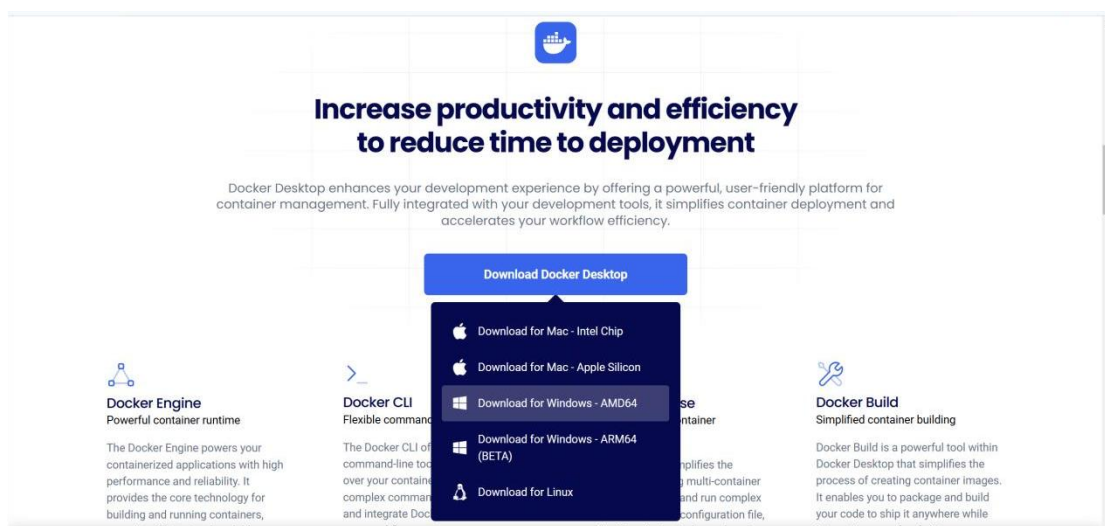 Increase productivity and efficiency
to reduce time to deployment
Docker Desktop enhances your development experience by offering a powerful, user-friendly platform for
container management. Fully integrated with your development tools, it simplifies container deployment and
accelerates your workflow efficiency.
Download Docker Desktop
Download for Mac - Intel Chip
Download for Mac - Apple Silicon
Download for Windows - AMD64
Download for Windows - ARM64
(BETA)
Download for Linux
Docker Engine
Powerful container runtime
The Docker Engine powers your
containerized applications with high
performance and reliability. It
provides the core technology for
building and running containers,
Docker CLI
Flexible command
The Docker CLI of
command-line too
over your containe
complex comman
and integrate Doc
se
ntainer
mplifies the
g multi-container
and run complex
configuration file,
Docker Build
Simplified container building
Docker Build is a powerful tool within
Docker Desktop that simplifies the
process of creating container images.
It enables you to package and build
your code to ship it anywhere while